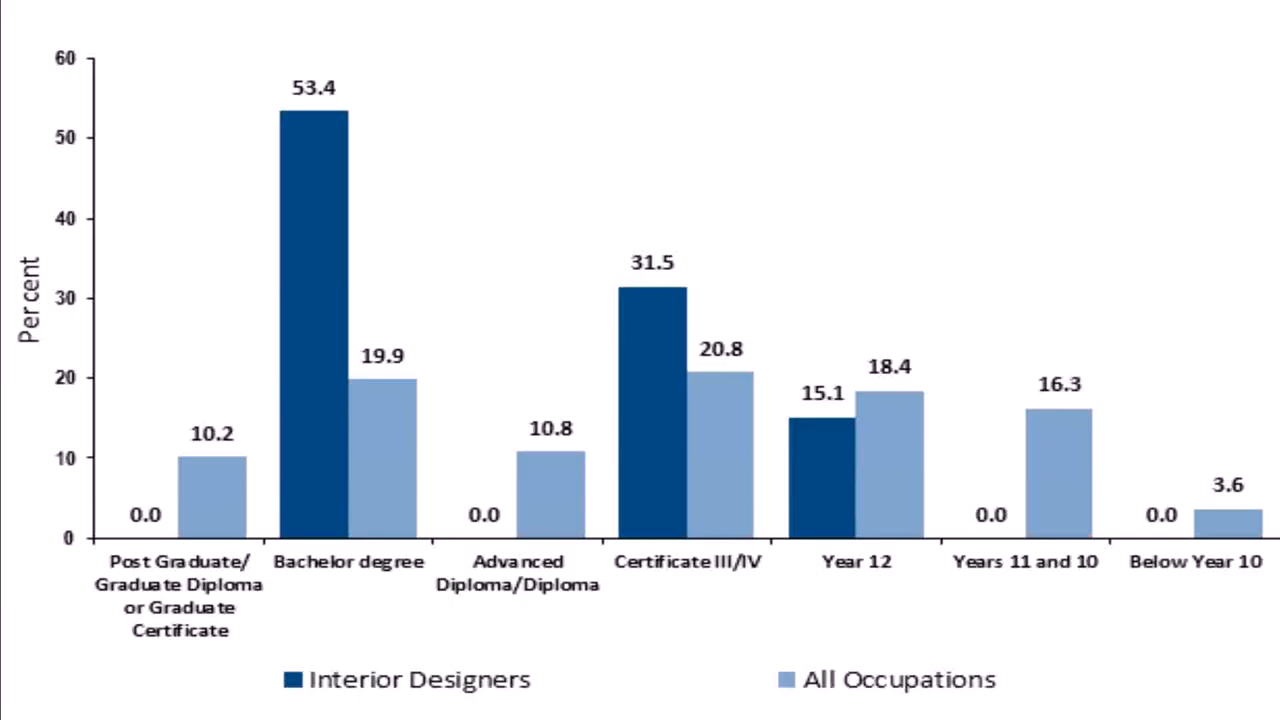 60
53.4
50
40
Per cent
31.5
30
19.9
20.8
18.4
20
15.1
16.3
10.2
10.8
10
3.6
0.0
0.0
0.0
0.0
0
Post Graduate/
Graduate Diploma
or Graduate
Certificate
Bachelor degree
Advanced
Diploma/Diploma
Certificate III/IV
Year 12
Years 11 and 10
Below Year 10
Interior Designers
All Occupations